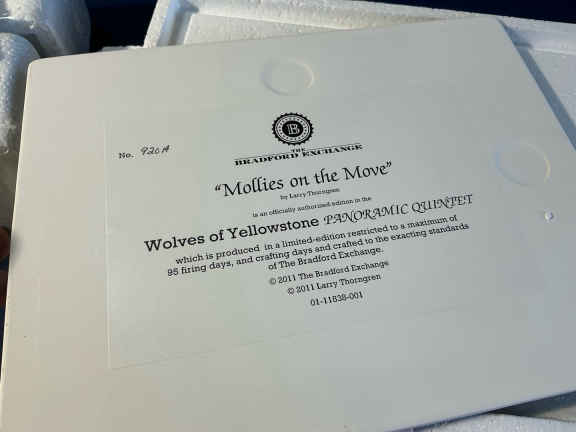 B
THE
BRADFORD EXCHANGE
No. 920A
"Mollies on the Move"
by Larry Thorngren
is an officially authorized edition in the
Wolves of Yellowstone PANORAMIC QUINTET
which is produced in a limited-edition restricted to a maximum of
95 firing days, and crafting days and crafted to the exacting standards
of The Bradford Exchange.
© 2011 The Bradford Exchange
© 2011 Larry Thorngren
01-11838-001